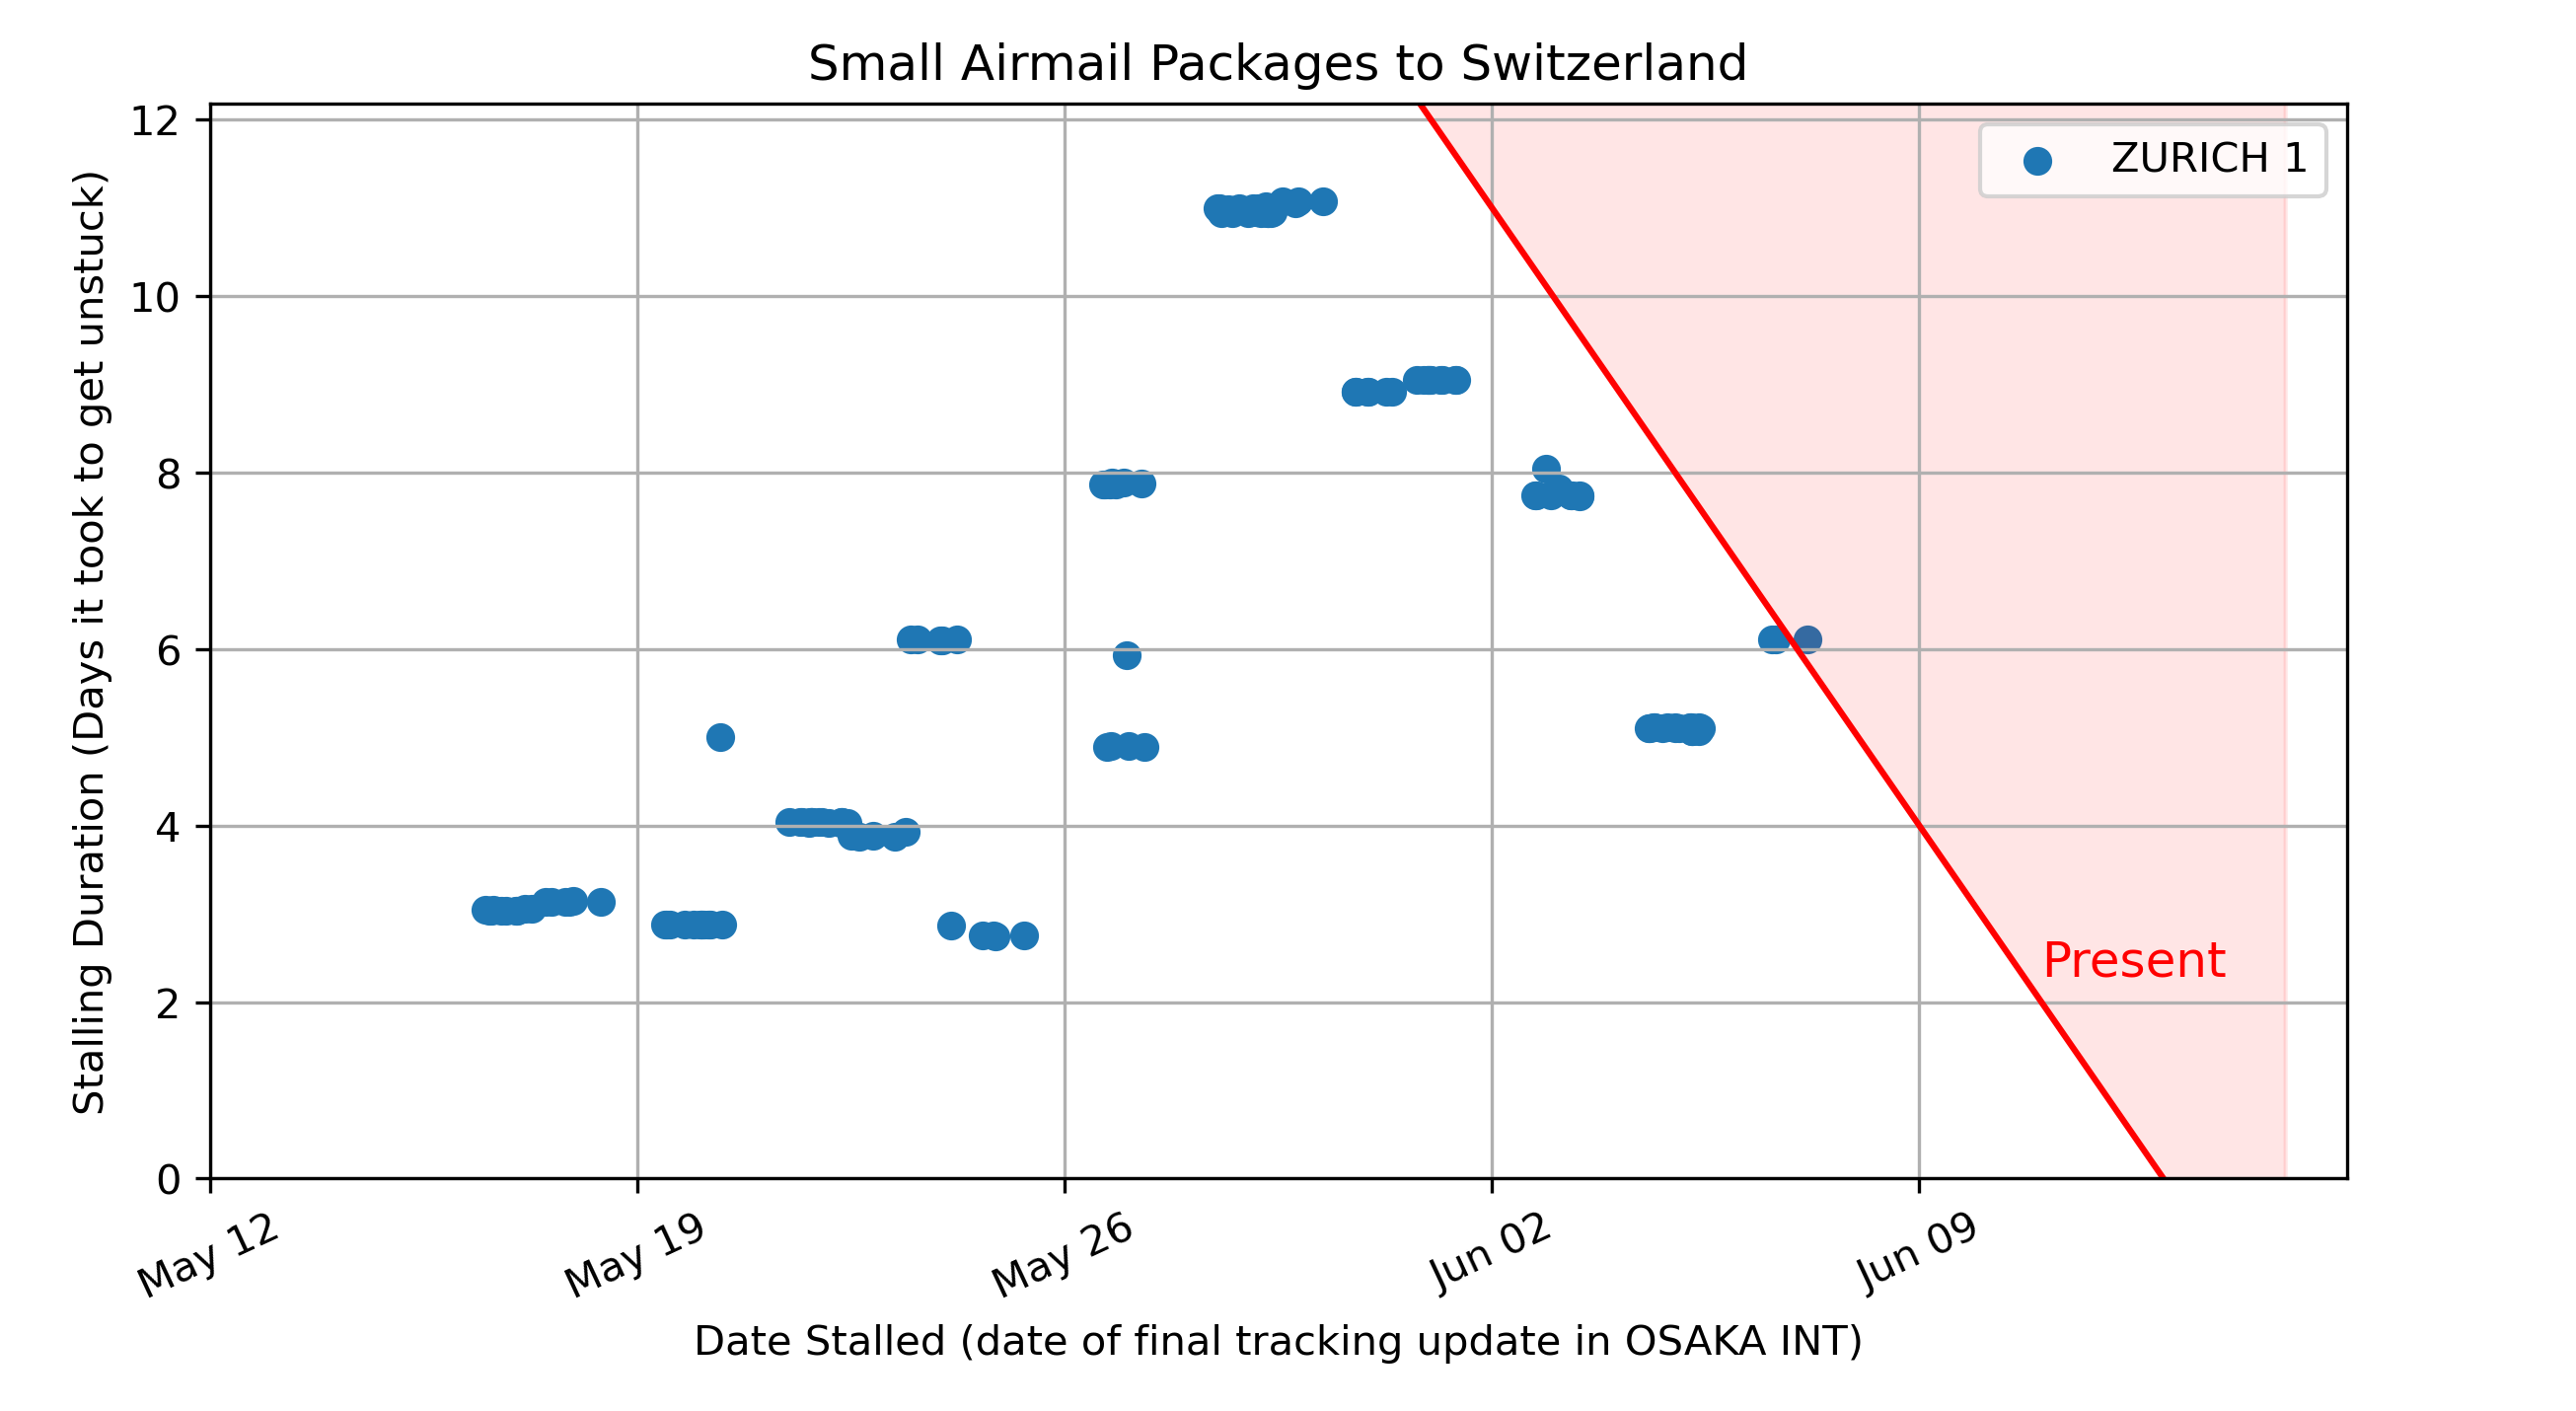 Small Airmail Packages to Switzerland
Stalling Duration (Days it took to get unstuck)
12
10
8
6
4
2
0
ZURICH 1
Present
May 12
May 19
May 26
Jun 02
Jun 09
Date Stalled (date of final tracking update in OSAKA INT)